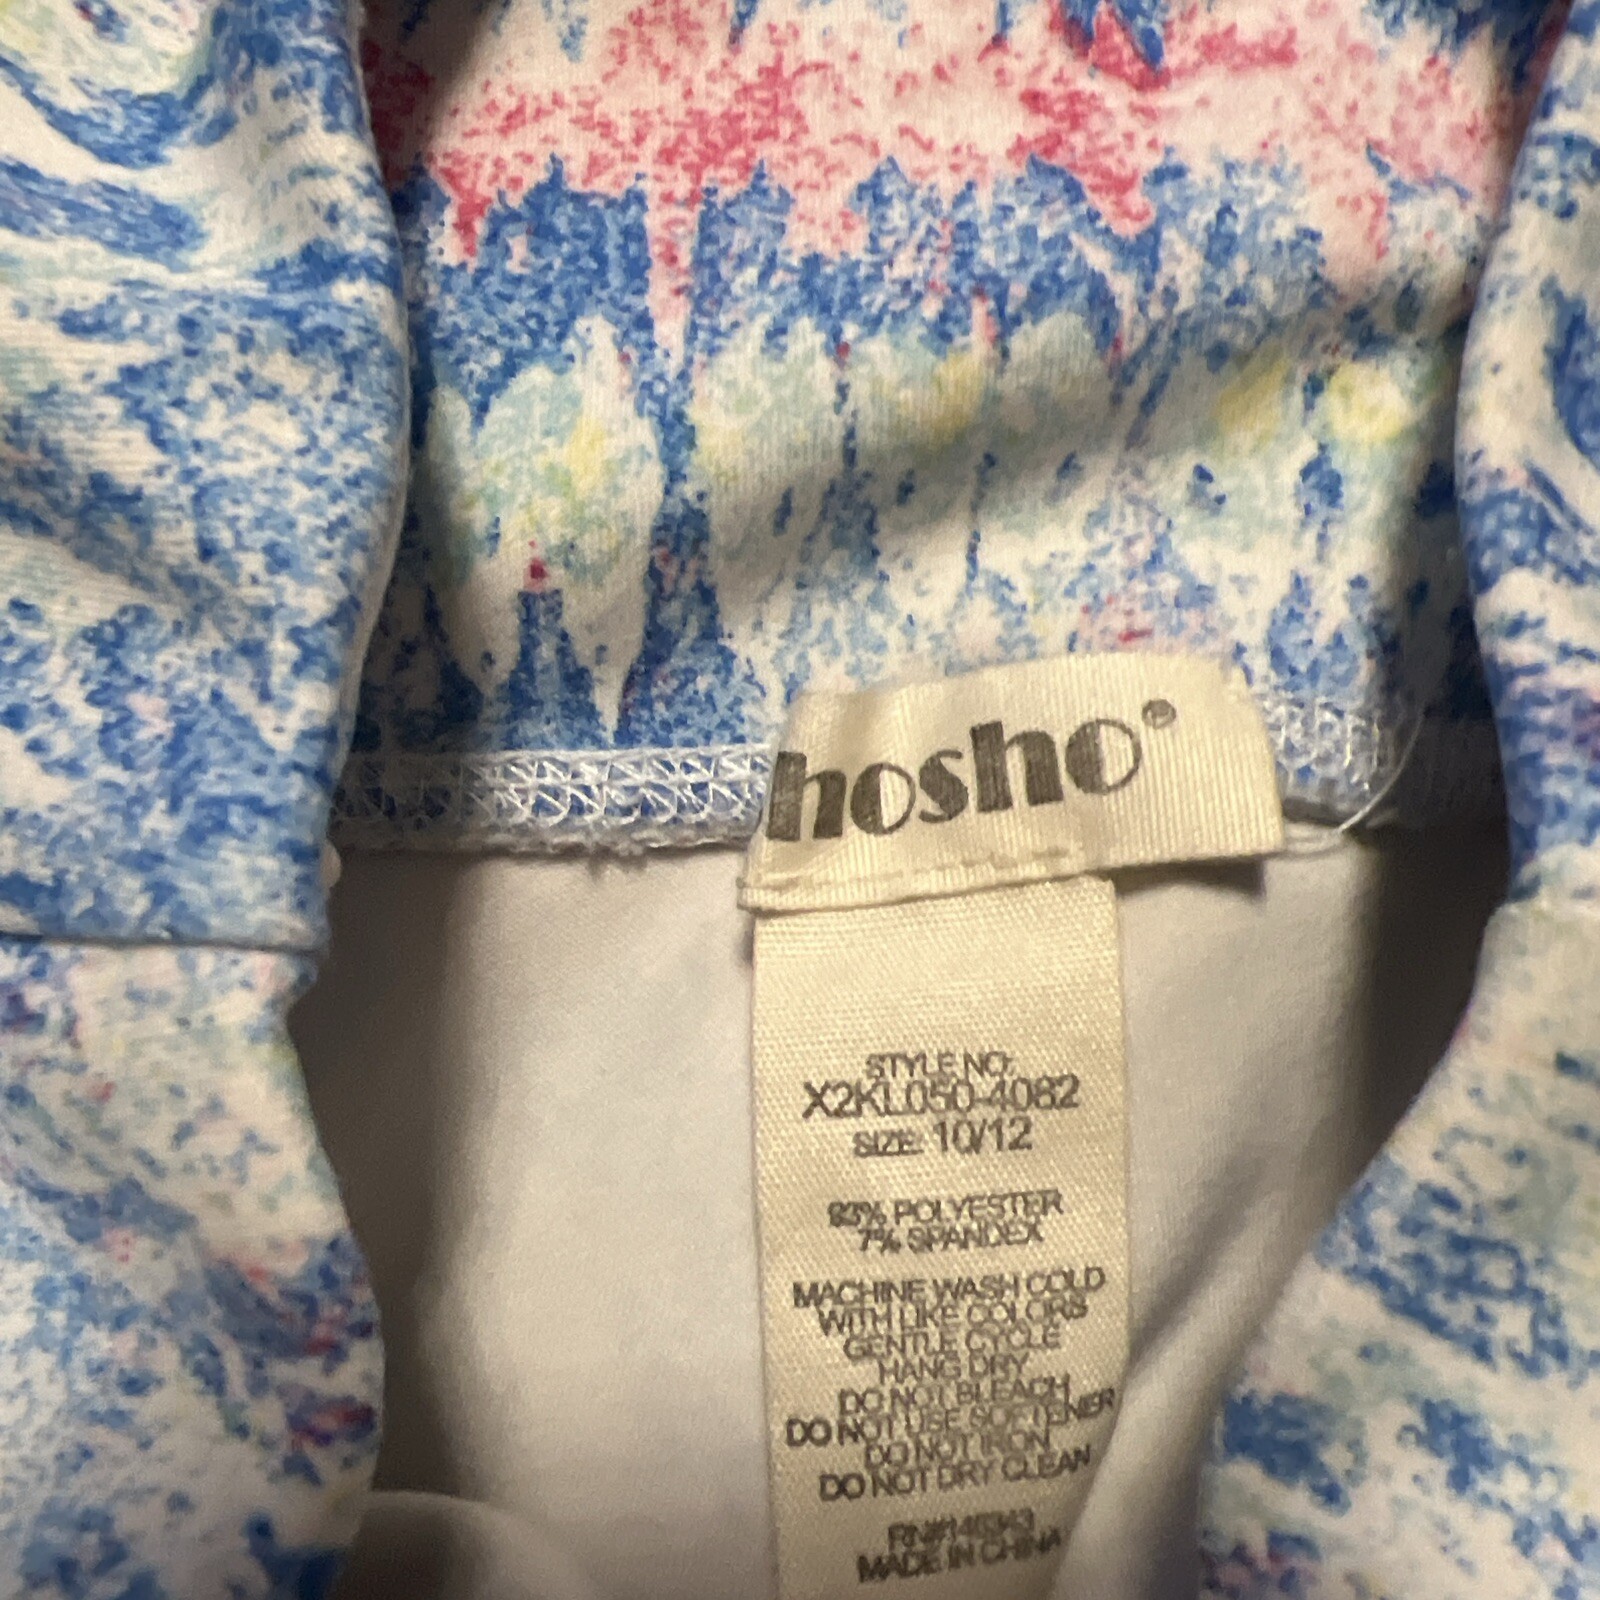 hosho®
STYLE NO:
X2KL050-4082
SIZE: 10/12
93% POLYESTER
7% SPANDEX
MACHINE WASH COLD
WITH LIKE COLORS
GENTLE CYCLE
HANG DRY
DO NOT BLEACH
DO NOT USE SOFTENER
DO NOT IRON
DO NOT DRY CLEAN
MADE IN CHINA